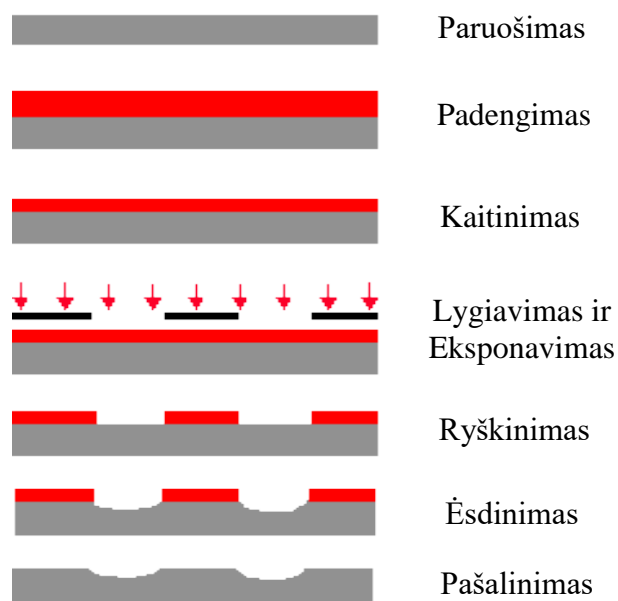 Paruošimas
Padengimas
Kaitinimas
Lygiavimas ir
Eksponavimas
Ryškinimas
Ėsdinimas
Pašalinimas